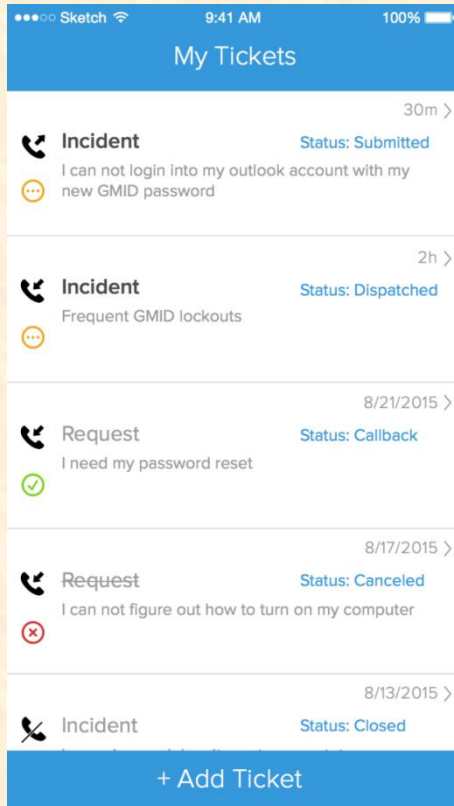 Sketch 9:41 AM 100%
My Tickets
30m
Incident Status: Submitted
I can not login into my outlook account with my
new GMID password
2h
Incident Status: Dispatched
Frequent GMID lockouts
8/21/2015
Request Status: Callback
I need my password reset
8/17/2015
Request Status: Canceled
I can not figure out how to turn on my computer
8/13/2015
Incident Status: Closed
+ Add Ticket